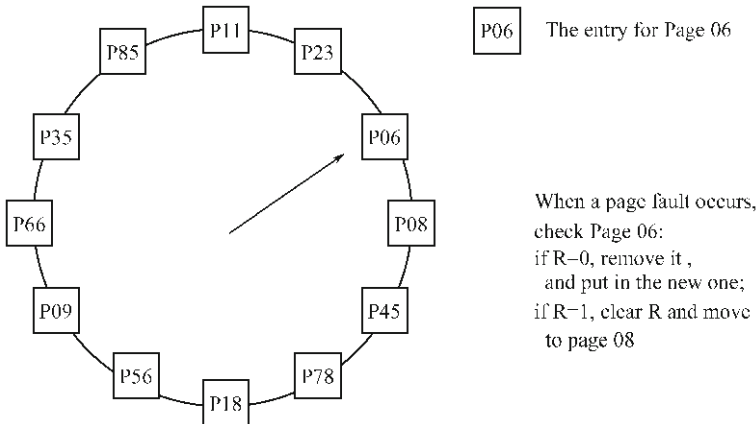 P11
P85
P23
P06
The entry for Page 06
P35
P06
P66
P08
When a page fault occurs,
check Page 06:
if R=0, remove it ,
and put in the new one;
if R=1, clear R and move
to page 08
P09
P45
P56
P78
P18